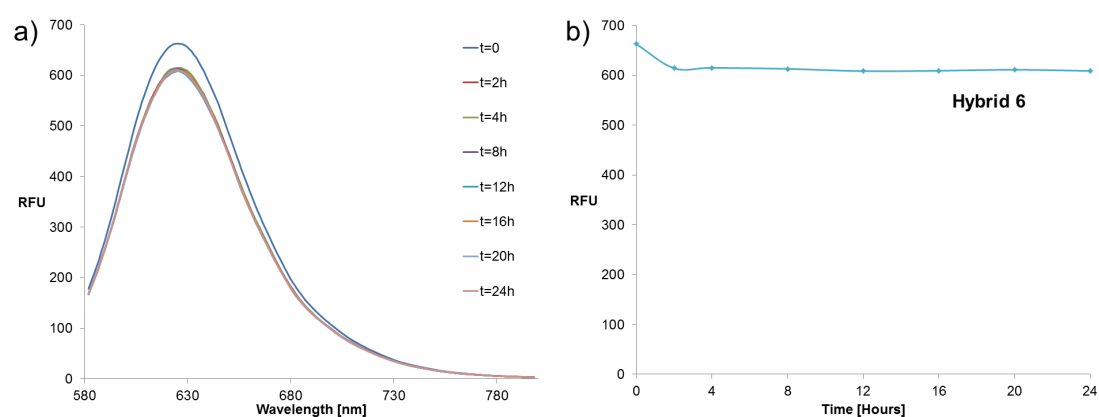 a)
700
600
500
400
300
200
100
0
RFU
580
630
680
730
780
Wavelength [nm]
t=0
t=2h
t=4h
t=8h
t=12h
t=16h
t=20h
t=24h
b)
700
600
500
400
300
200
100
0
RFU
Hybrid 6
0
4
8
12
16
20
24
Time [Hours]